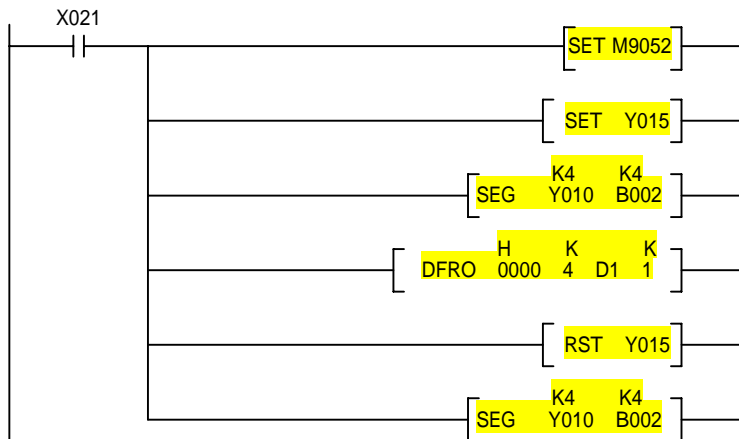 X021
SET M9052
SET Y015
K4 K4
SEG Y010 B002
H K K
DFRO 0000 4 D1 1
RST Y015
K4 K4
SEG Y010 B002